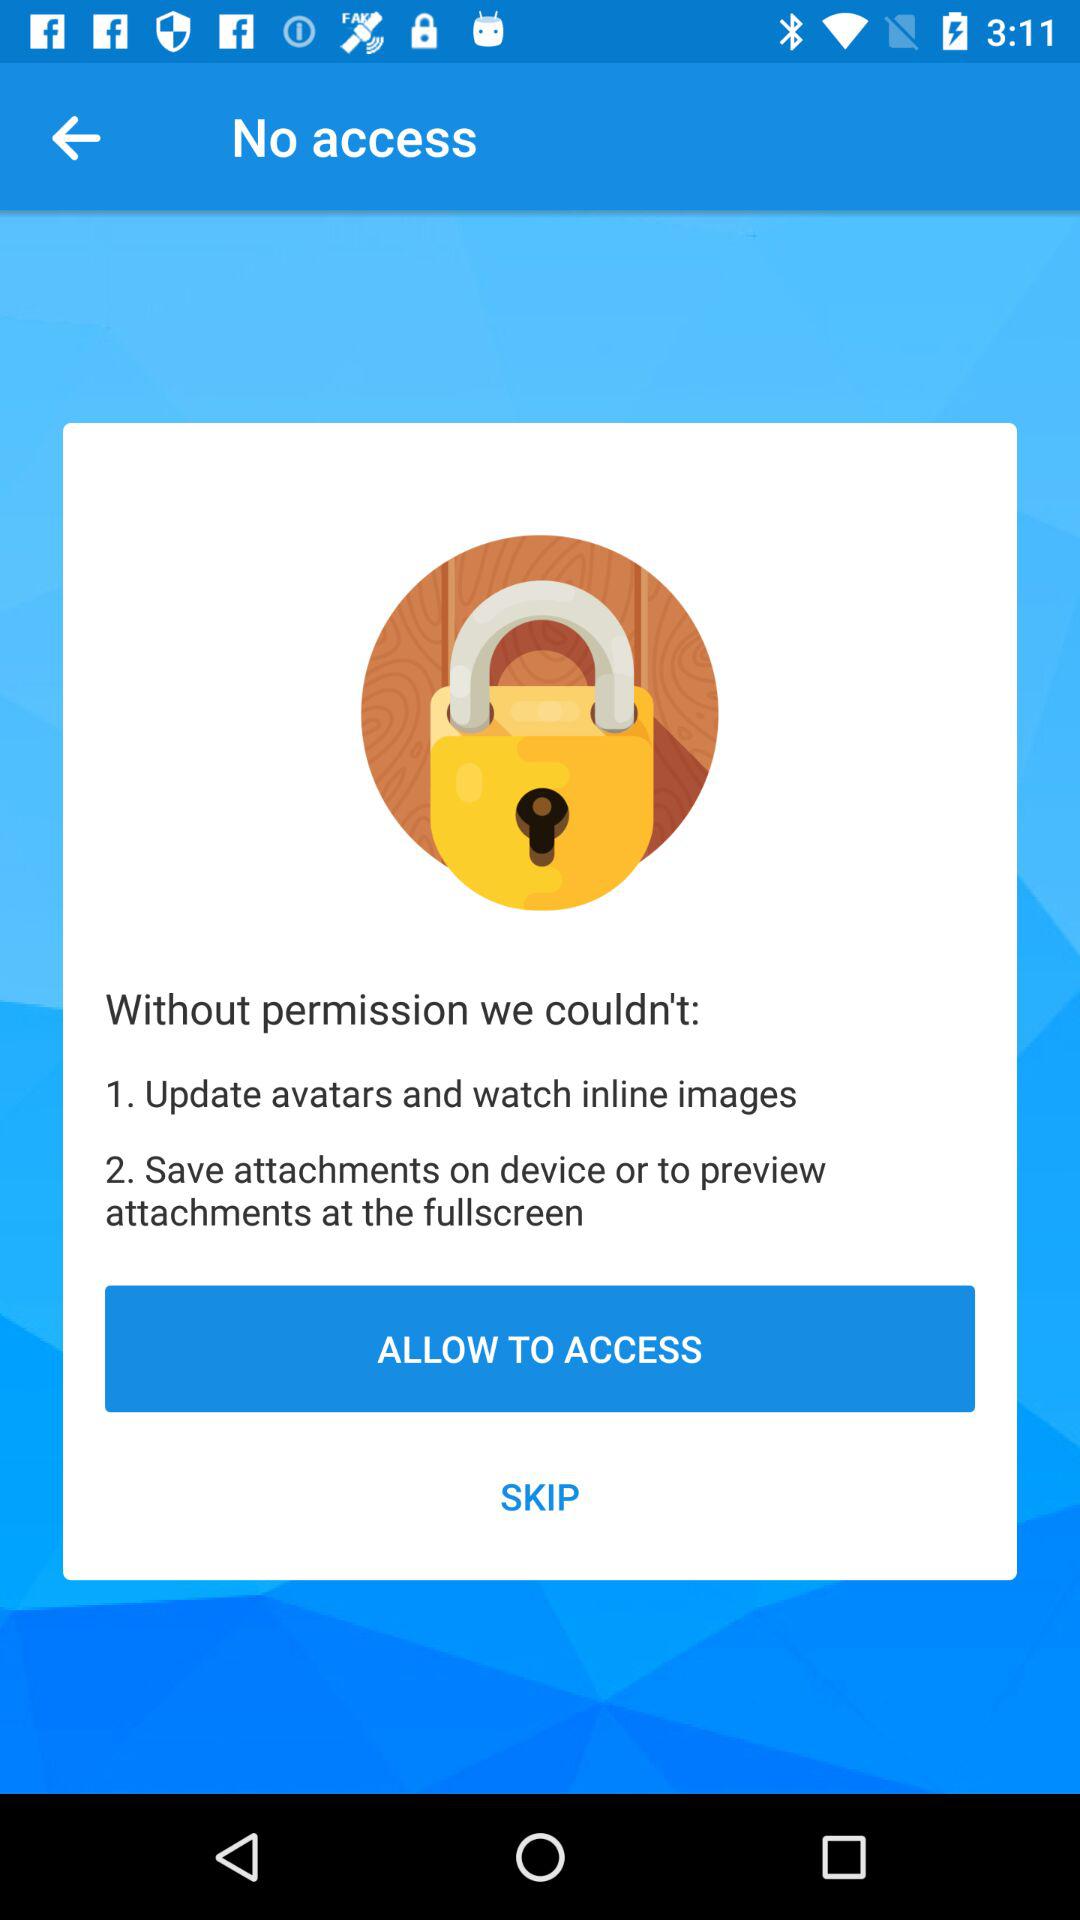 FAKE
3:11
No access
Without permission we couldn't:
1. Update avatars and watch inline images
2. Save attachments on device or to preview
attachments at the fullscreen
ALLOW TO ACCESS
SKIP